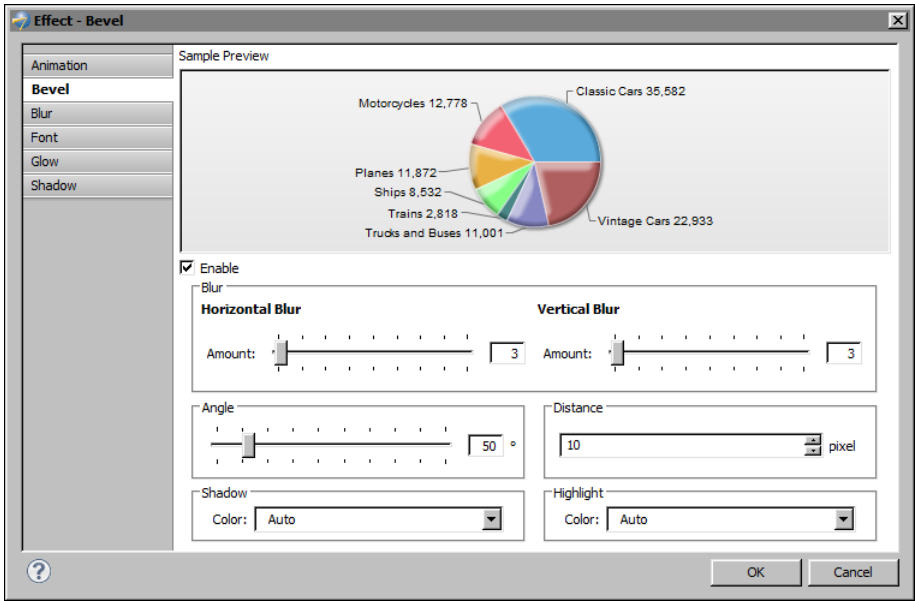 Effect - Bevel
Animation
Bevel
Blur
Font
Glow
Shadow
Sample Preview
Classic Cars 35,582
Motorcycles 12,778
Planes 11,872
Ships 8,532
Trains 2,818
Trucks and Buses 11,001
Vintage Cars 22,933
Enable
Blur
Horizontal Blur
Amount: 3
Vertical Blur
Amount: 3
Angle
50 °
Distance
10 pixel
Shadow
Color: Auto
Highlight
Color: Auto
?
OK
Cancel